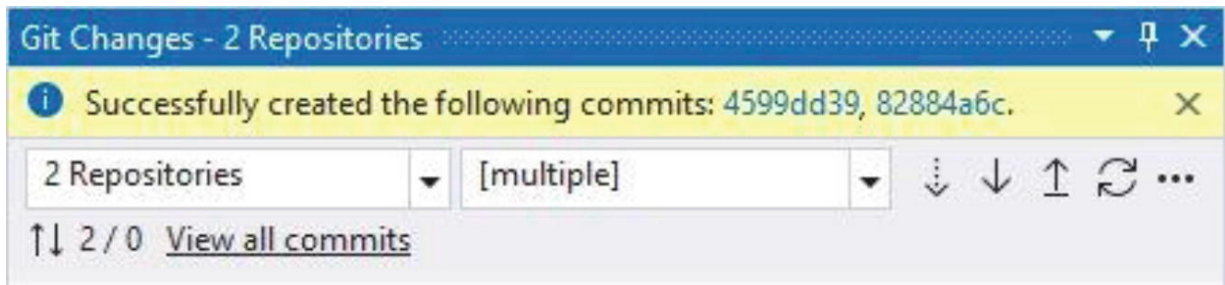 Git Changes - 2 Repositories
Successfully created the following commits: 4599dd39, 82884a6c.
2 Repositories [multiple]
2 / 0 View all commits